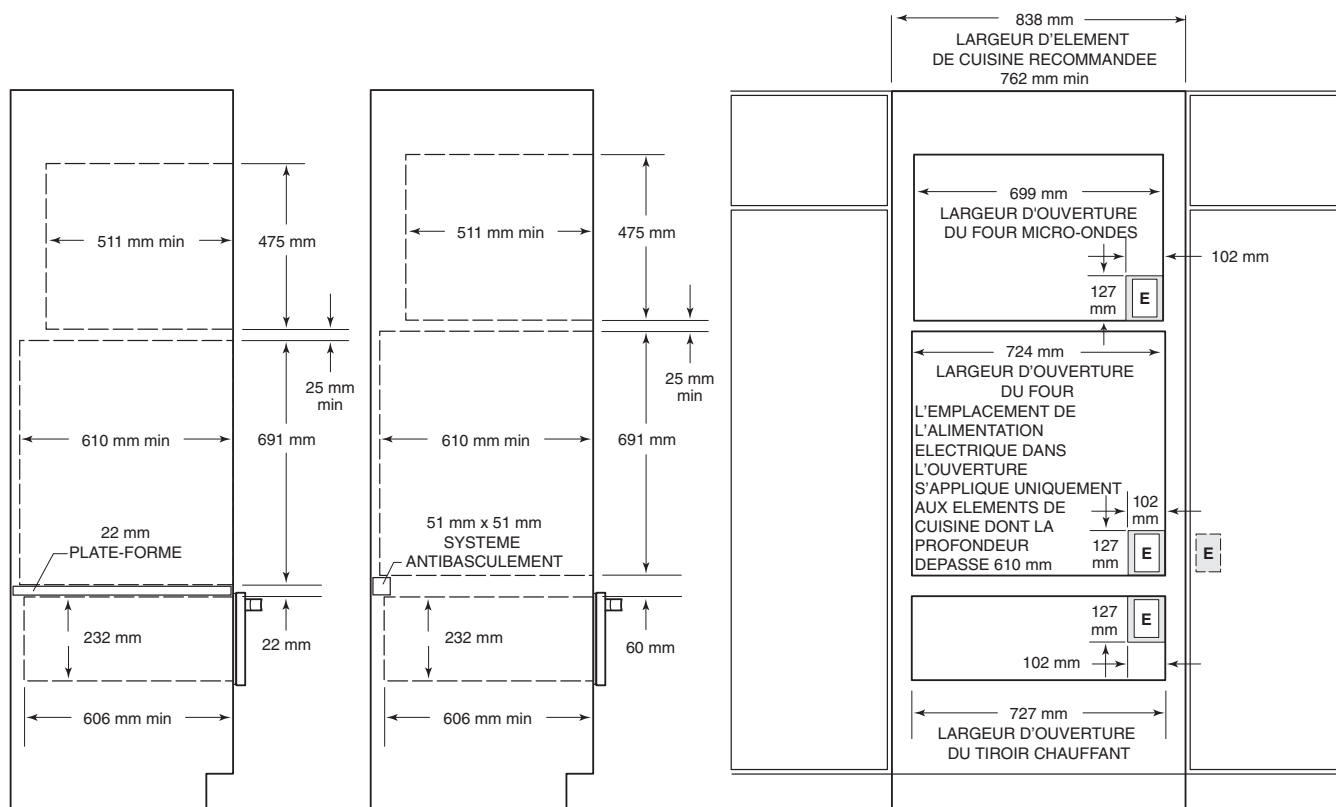 838 mm
LARGEUR D'ELEMENT
DE CUISINE RECOMMANDEE
762 mm min
511 mm min
475 mm
25 mm
min
610 mm min
691 mm
22 mm
PLATE-FORME
232 mm
22 mm
606 mm min
511 mm min
475 mm
25 mm
min
610 mm min
691 mm
51 mm x 51 mm
SYSTEME
ANTIBASCULEMENT
232 mm
60 mm
606 mm min
699 mm
LARGEUR D'OUVERTURE
DU FOUR MICRO-ONDES
102 mm
127
mm
E
724 mm
LARGEUR D'OUVERTURE
DU FOUR
L'EMPLACEMENT DE
L'ALIMENTATION
ELECTRIQUE DANS
L'OUVERTURE
S'APPLIQUE UNIQUEMENT
AUX ELEMENTS DE
CUISINE DONT LA
PROFONDEUR
DEPASSE 610 mm
102
mm
127
mm
E
E
127
mm
E
102 mm
727 mm
LARGEUR D'OUVERTURE
DU TIROIR CHAUFFANT